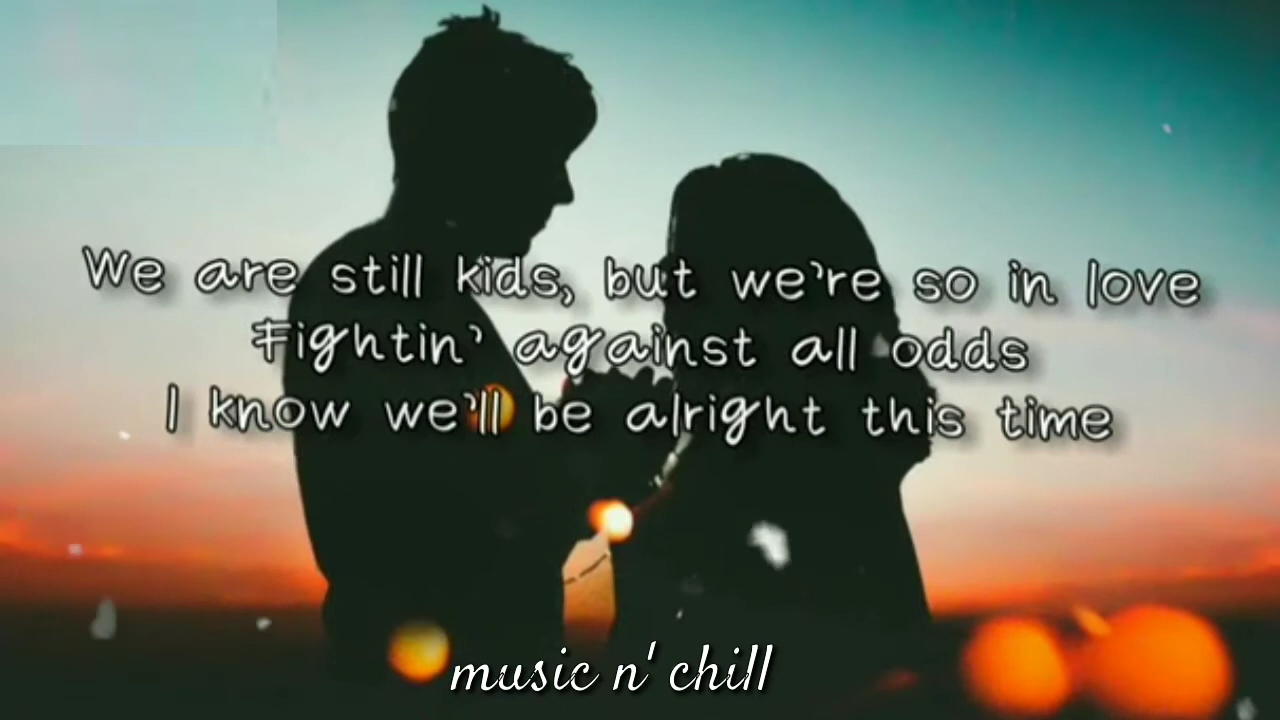 We are still kids, but we're so in love
Fightin' against all odds
I know we'll be alright this time
music n' chill